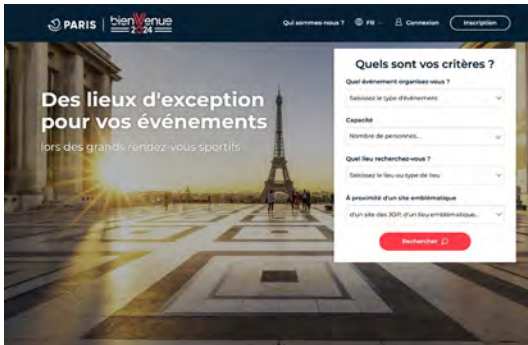 PARIS
bienVenue
2024
Qui sommes-nous ?
FR
Connexion
Inscription
Des lieux d'exception
pour vos événements
lors des grands rendez-vous sportifs
Quels sont vos critères ?
Quel événement organisez-vous ?
Saisissez le type d'événement
Capacité
Nombre de personnes...
Quel lieu recherchez-vous ?
Saisissez le lieu ou type de lieu
À proximité d'un site emblématique
d'un site des JOP, d'un lieu emblématique...
Rechercher